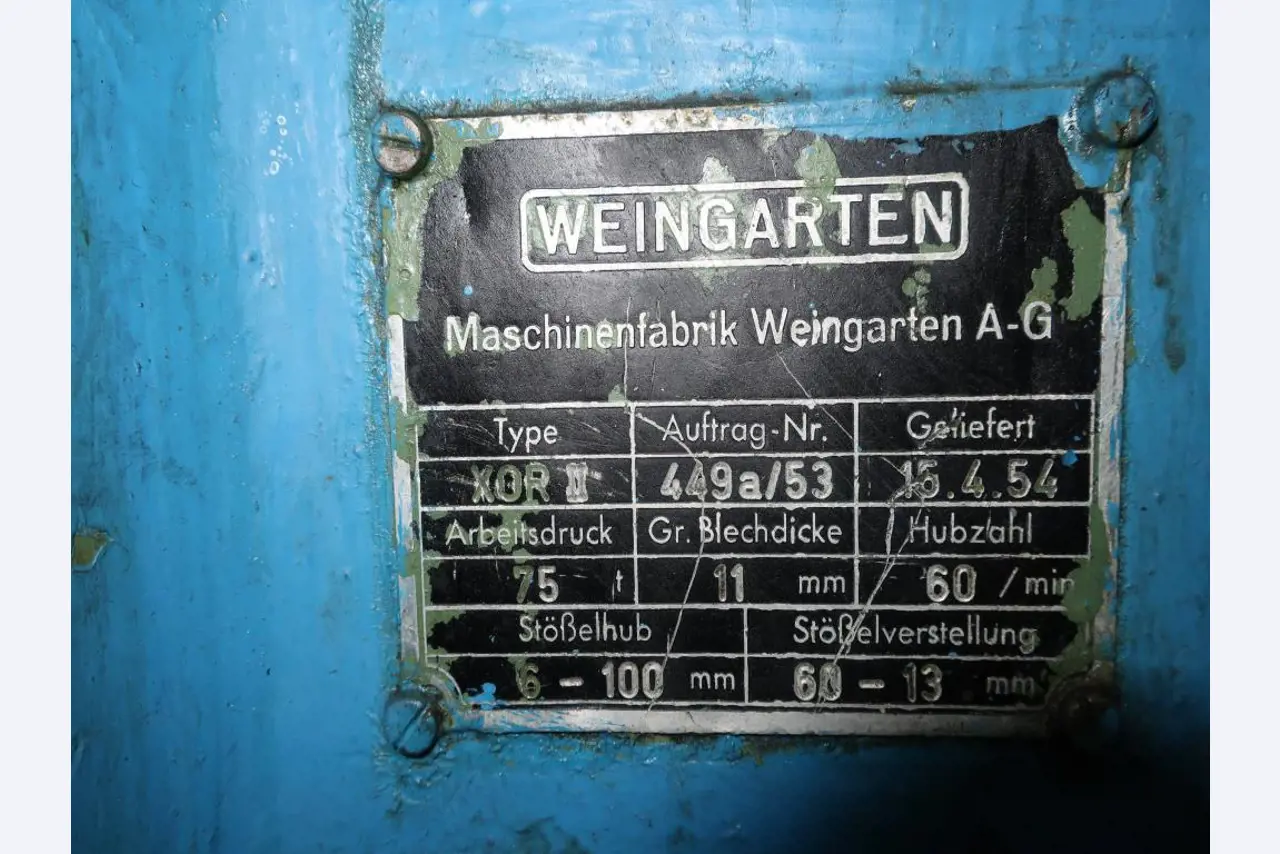 WEINGARTEN
Maschinenfabrik Weingarten A-G
Type Auftrag-Nr. Geliefert
XOR II 449a/53 15.4.54
Arbeitsdruck Gr. Blechdicke Hubzahl
75 t 11 mm 60 /min
Stößelhub Stößelverstellung
6 - 100 mm 60 - 13 mm